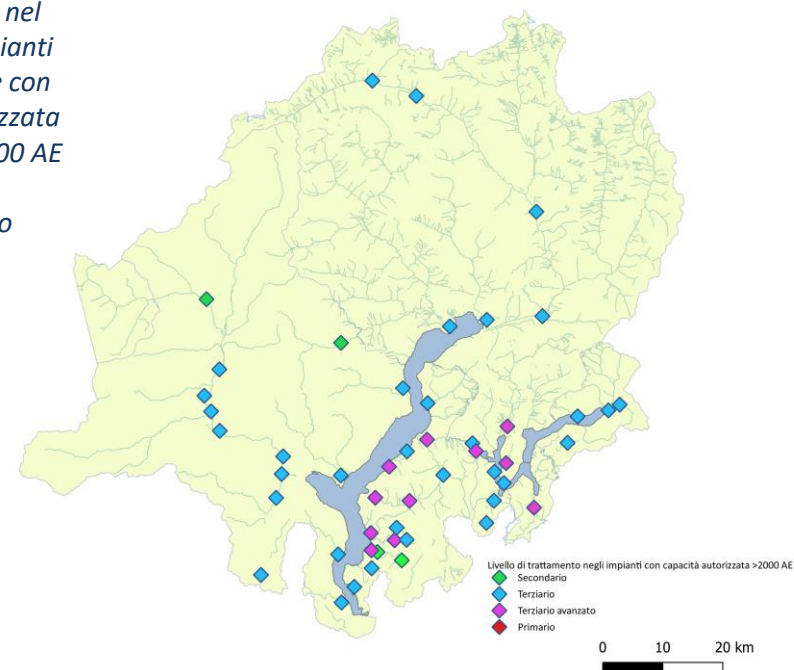 nel
ianti
e con
zzata
00 AE
o
Livello di trattamento negli impianti con capacità autorizzata >2000 AE
Secondario
Terziario
Terziario avanzato
Primario
0 10 20 km